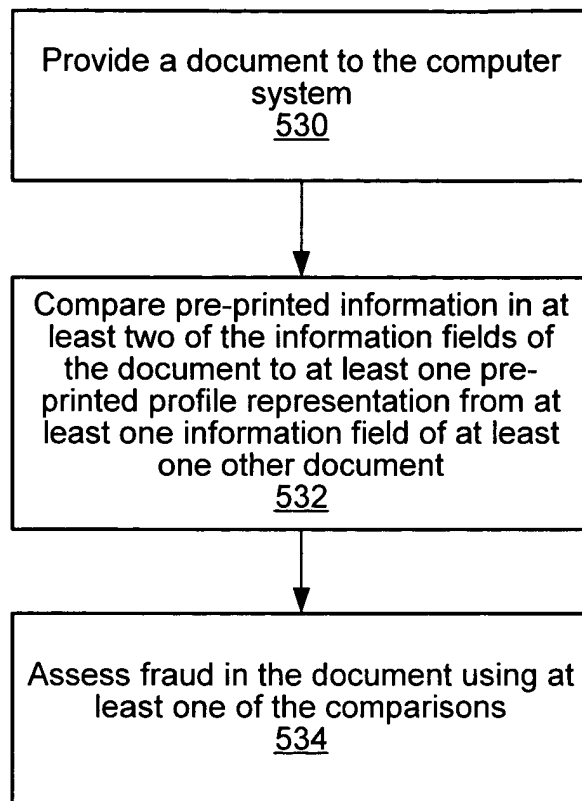 Provide a document to the computer
system
530
Compare pre-printed information in at
least two of the information fields of
the document to at least one pre-
printed profile representation from at
least one information field of at least
one other document
532
Assess fraud in the document using at
least one of the comparisons
534